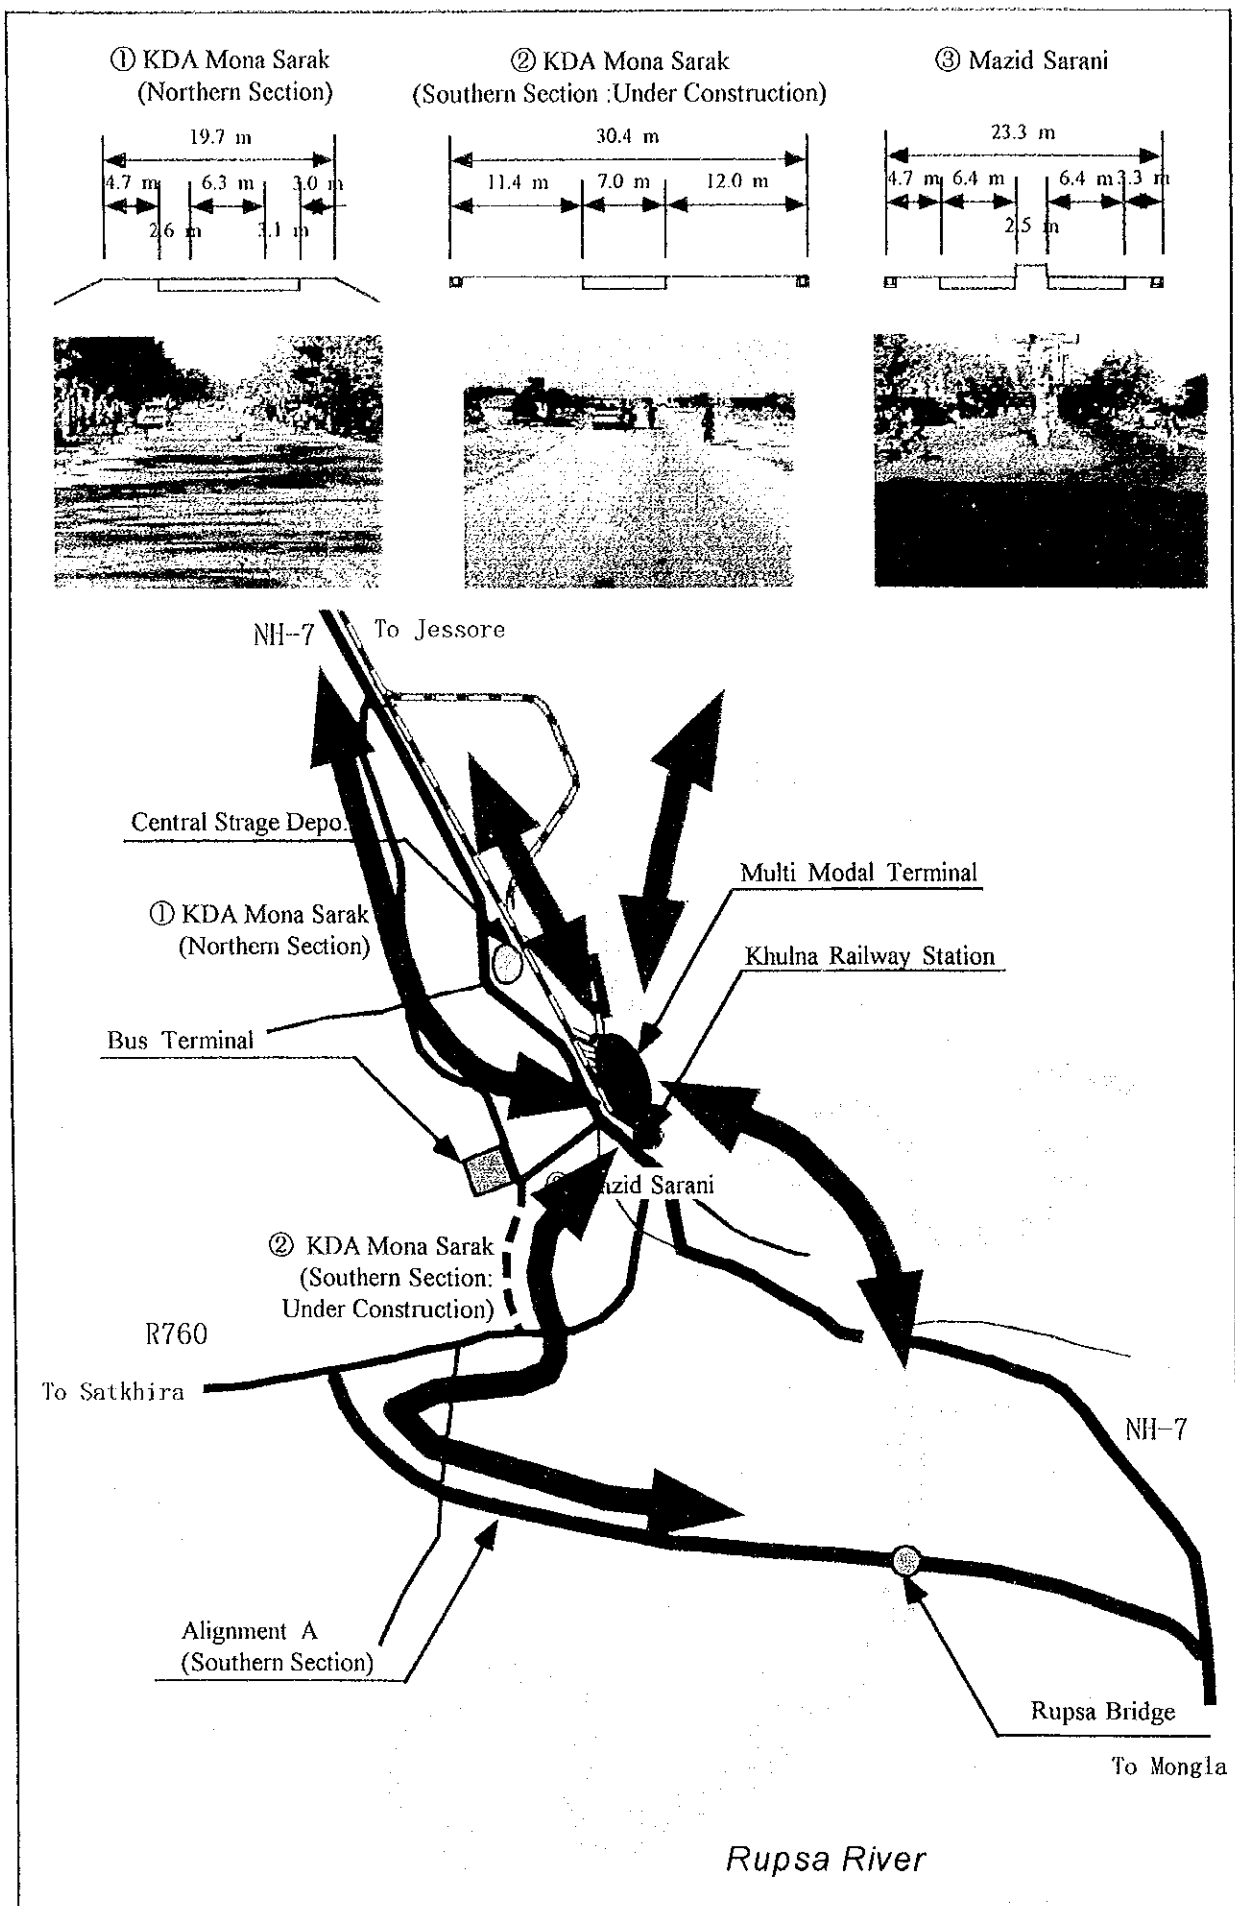 ① KDA Mona Sarak
(Northern Section)
19.7 m
4.7 m
6.3 m
3.0 m
2.6 m
3.1 m
② KDA Mona Sarak
(Southern Section :Under Construction)
30.4 m
11.4 m
7.0 m
12.0 m
③ Mazid Sarani
23.3 m
4.7 m
6.4 m
6.4 m
3.3 m
2.5 m
NH-7
To Jessore
Central Strage Depo.
Multi Modal Terminal
① KDA Mona Sarak
(Northern Section)
Khulna Railway Station
Bus Terminal
zid Sarani
② KDA Mona Sarak
(Southern Section:
Under Construction)
R760
To Satkhira
NH-7
Alignment A
(Southern Section)
Rupsa Bridge
To Mongla
Rupsa River